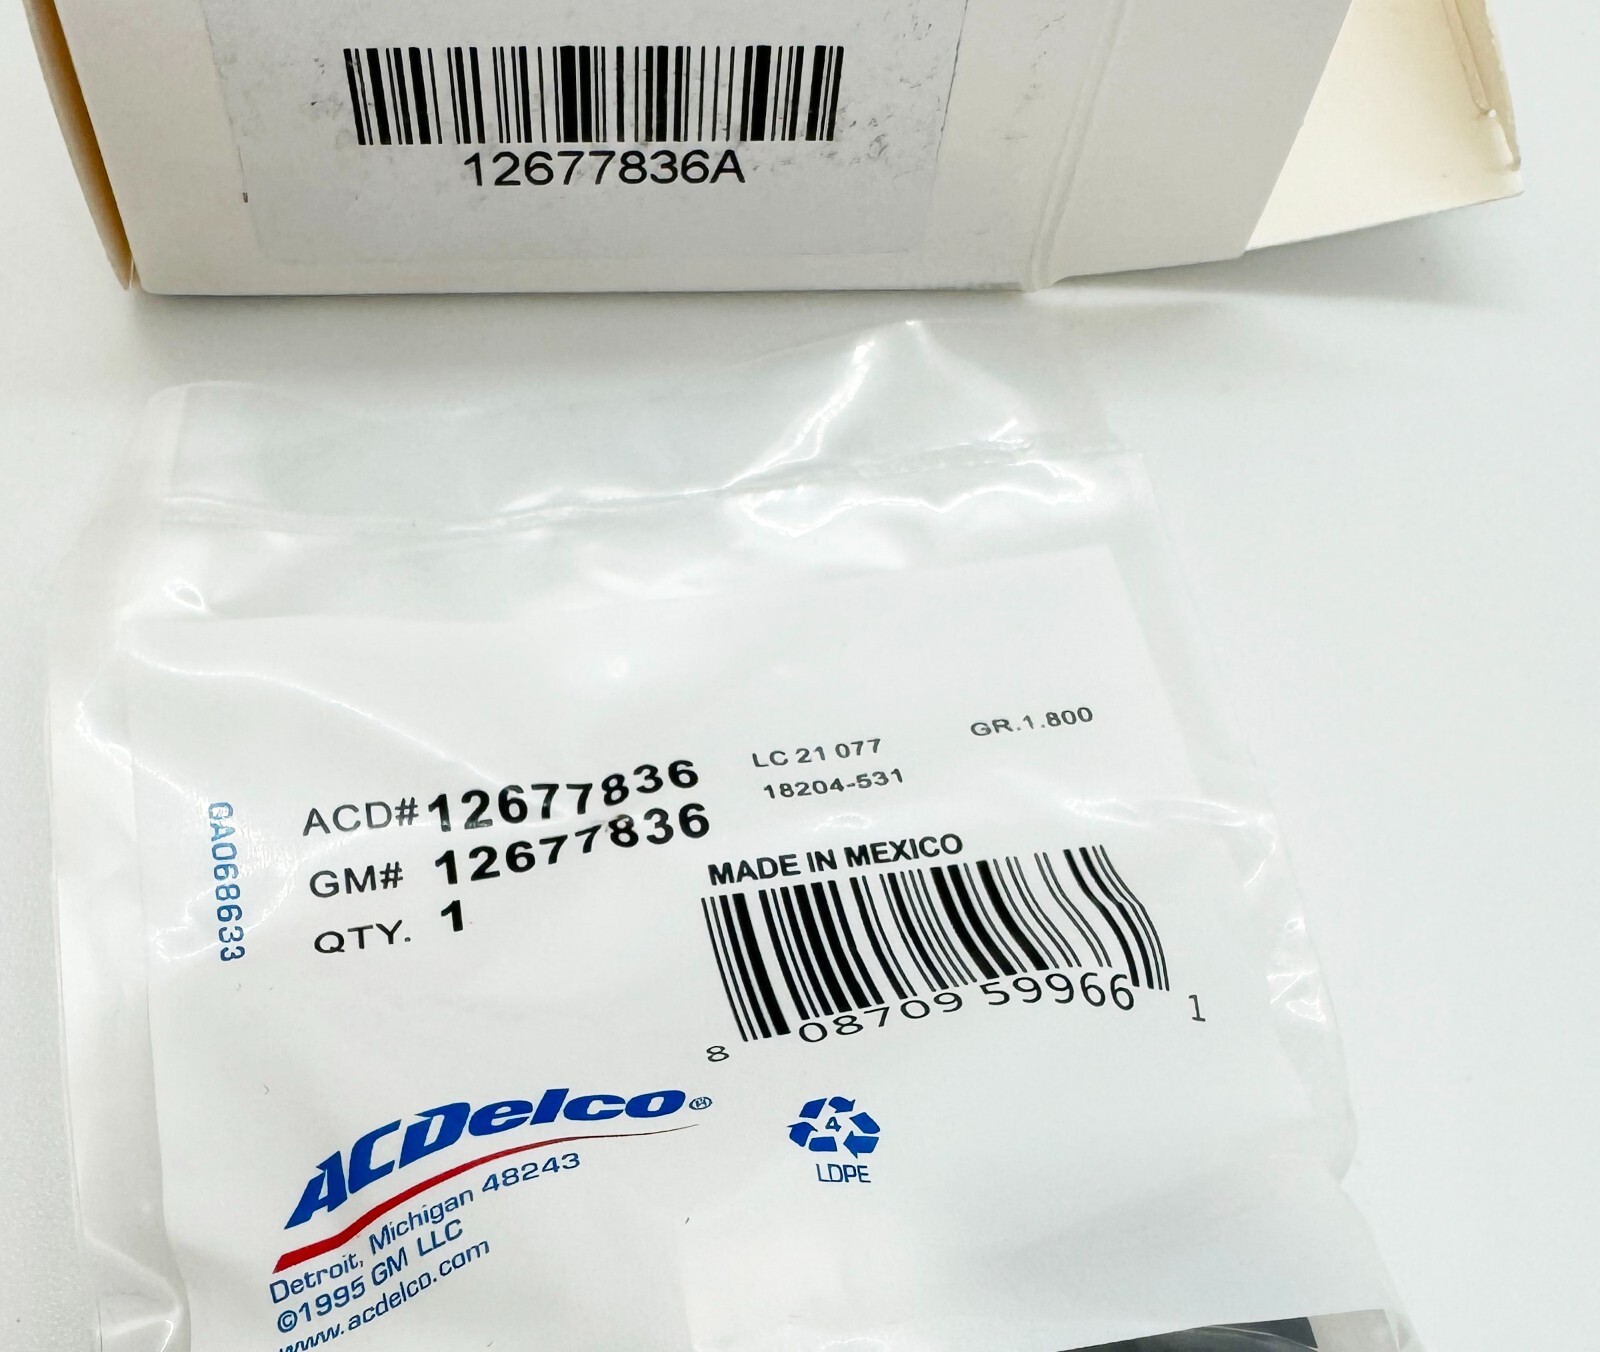 12677836A
LC 21 077
GR.1.800
18204-531
ACD# 12677836
GM# 12677836
QTY. 1
MADE IN MEXICO
8 08709 59966 1
GA068633
ACDelco®
Detroit, Michigan 48243
©1995 GM LLC
www.acdelco.com
4
LDPE